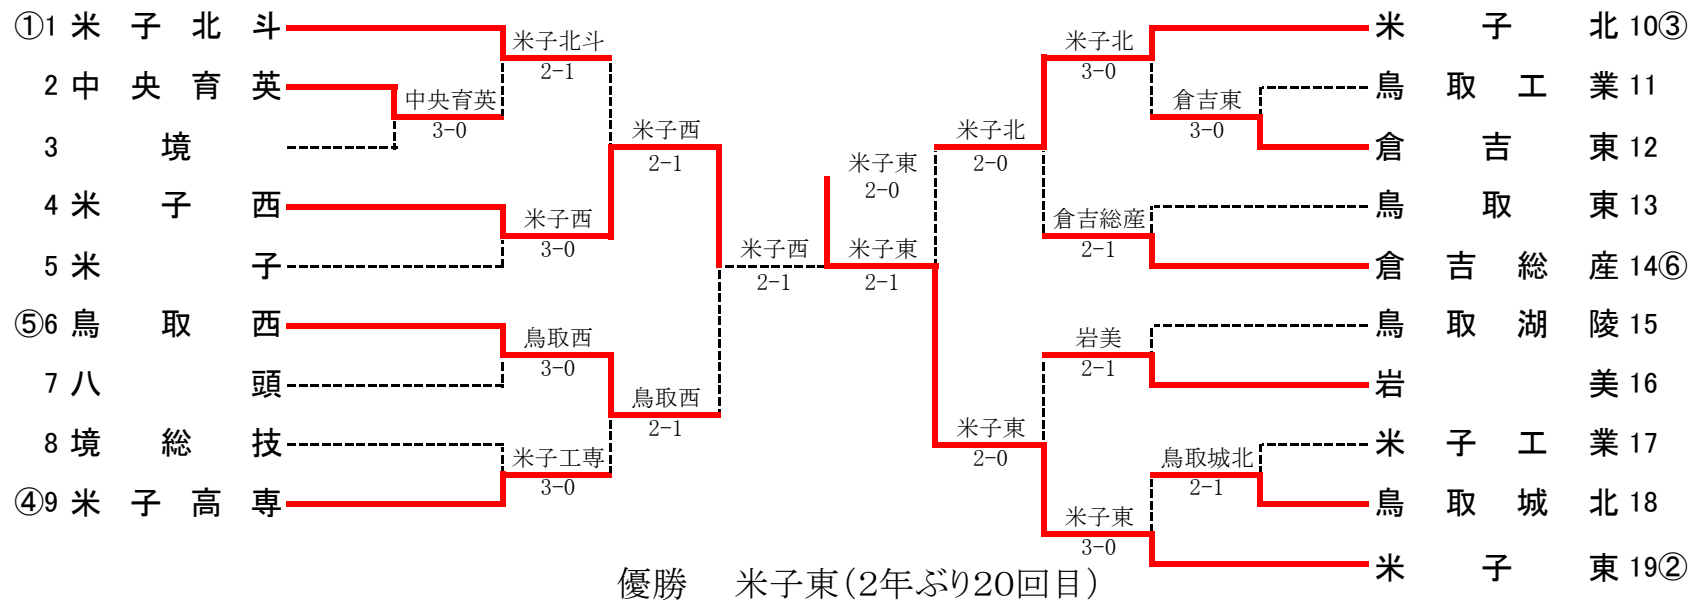 ①1 米子北斗
2 中央育英
3 境
4 米子西
5 米子
⑤6 鳥取西
7 八頭
8 境総技
④9 米子高専
中央育英
3-0
米子北斗
2-1
米子西
3-0
鳥取西
3-0
米子工専
3-0
米子西
2-1
鳥取西
2-1
米子西
2-1
米子東
2-0
米子東
2-1
米子北
2-0
米子東
2-0
米子北
3-0
倉吉総産
2-1
岩美
2-1
米子東
3-0
倉吉東
3-0
鳥取城北
2-1
米子北 10③
鳥取工業 11
倉吉東 12
鳥取東 13
倉吉総産 14⑥
鳥取湖陵 15
岩美 16
米子工業 17
鳥取城北 18
米子東 19②
優勝 米子東(2年ぶり20回目)